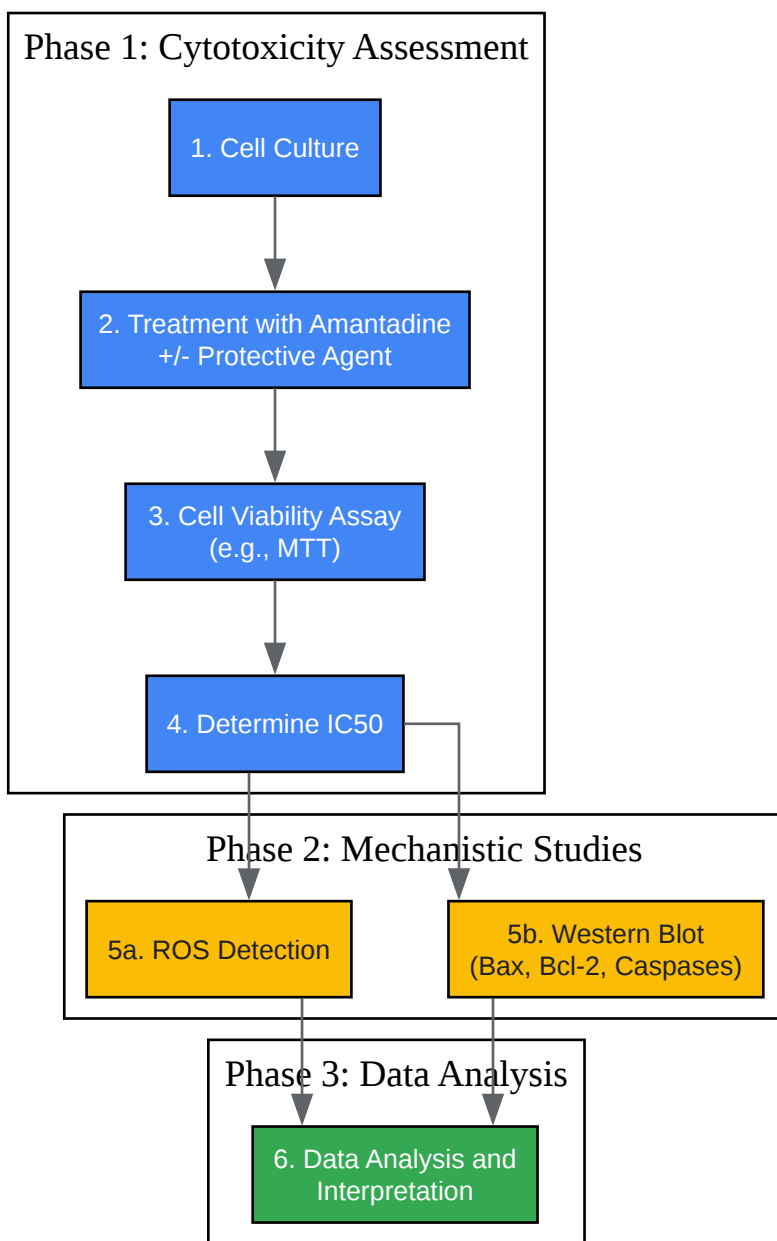 Phase 1: Cytotoxicity Assessment
1. Cell Culture
2. Treatment with Amantadine
+/- Protective Agent
3. Cell Viability Assay
(e.g., MTT)
4. Determine IC50
Phase 2: Mechanistic Studies
5a. ROS Detection
5b. Western Blot
(Bax, Bcl-2, Caspases)
Phase 3: Data Analysis
6. Data Analysis and
Interpretation